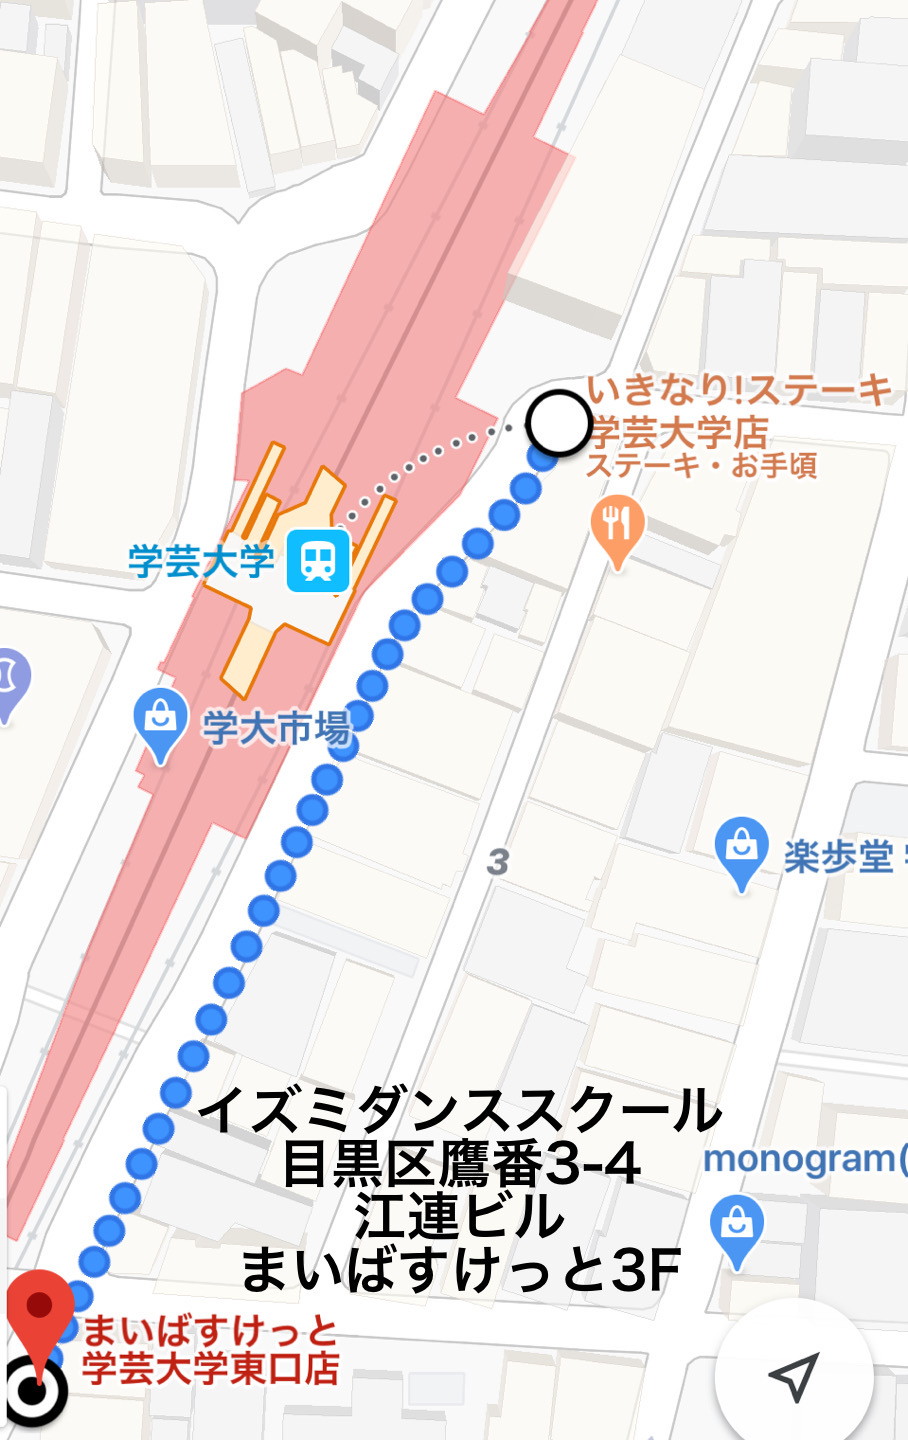 いきなり!ステーキ
学芸大学店
ステーキ・お手頃
学芸大学
学大市場
3
楽歩堂
イズミダンススクール
目黒区鷹番3-4
江連ビル
まいばすけっと3F
monogram(
まいばすけっと
学芸大学東口店